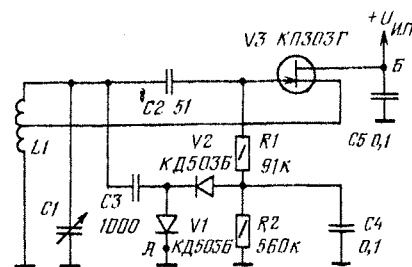 +U ИП
V3 КП303Г
Б
C2 51
C5 0,1
L1
V2
КД503Б
R1
91к
C3
1000
C1
V1
КД503Б
А
R2
560к
C4
0,1